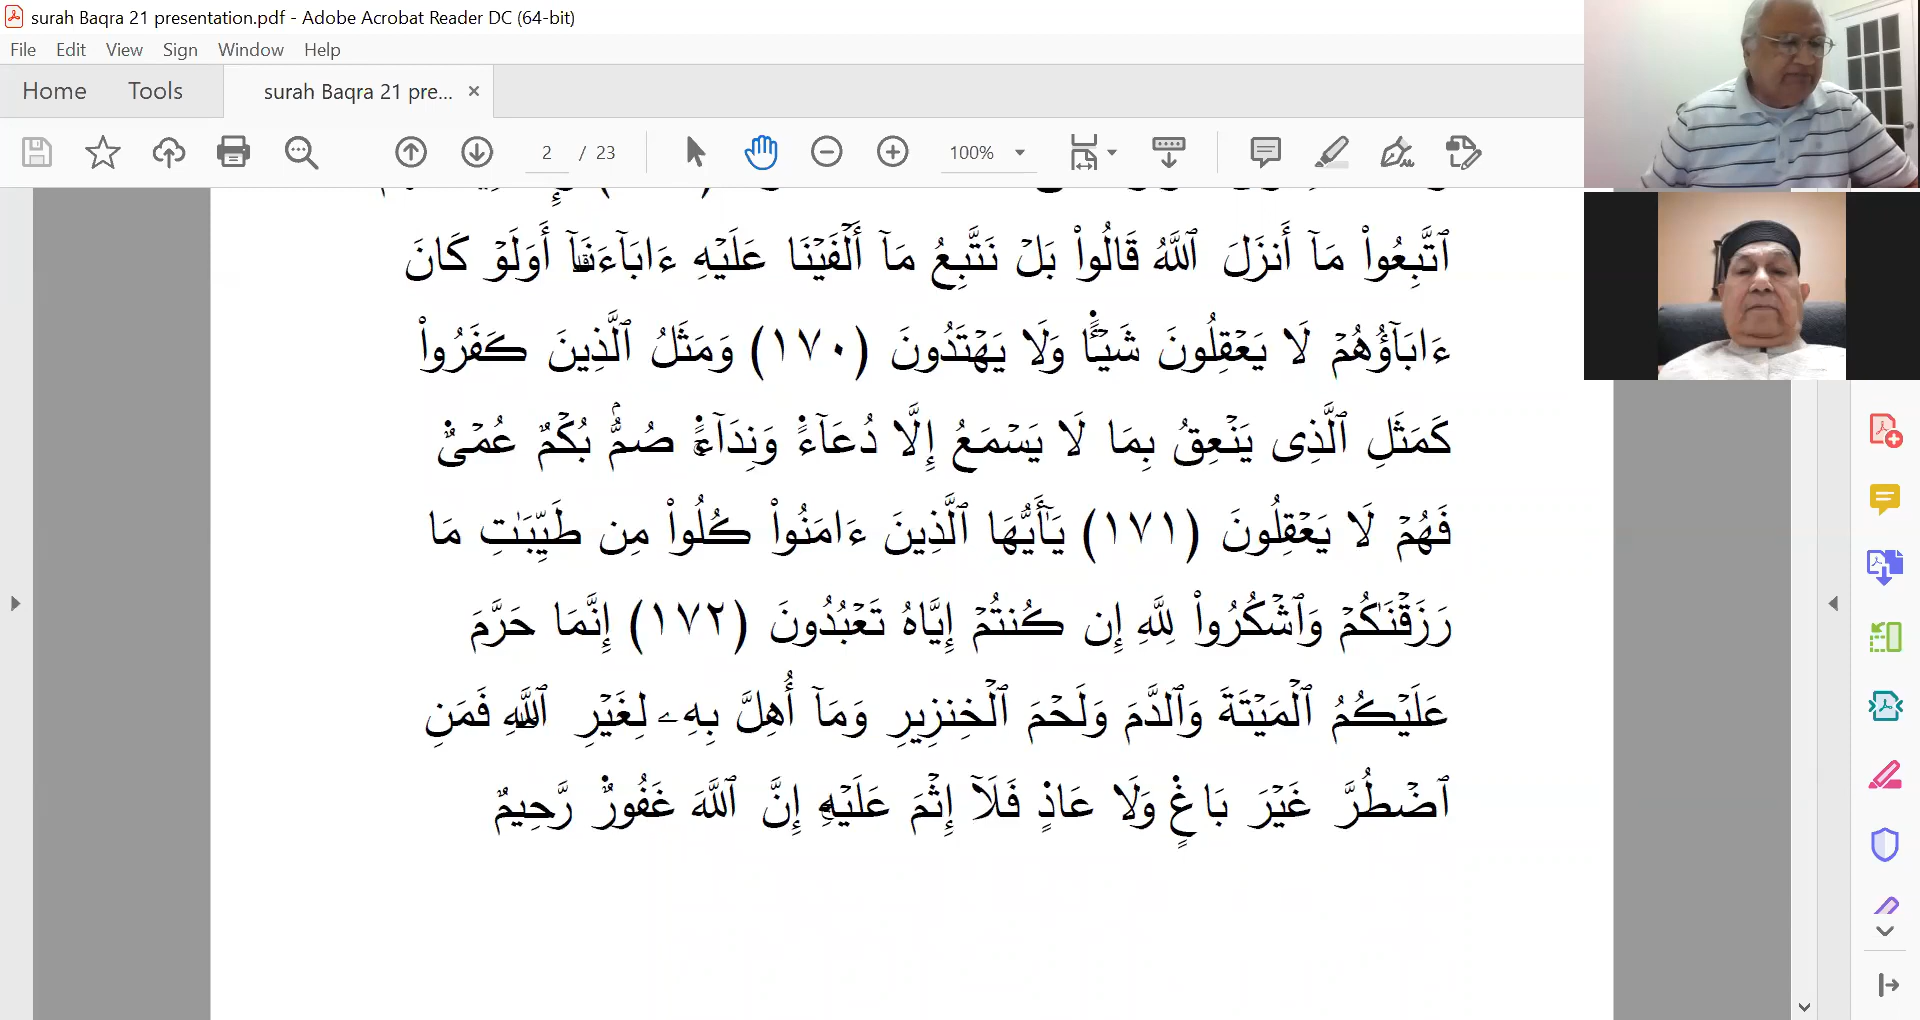 surah Baqra 21 presentation.pdf - Adobe Acrobat Reader DC (64-bit)
File Edit View Sign Window Help
Home Tools surah Baqra 21 pre... ×
2 / 23 100%
ٱتَّبِعُوا۟ مَآ أَنزَلَ ٱللَّهُ قَالُوا۟ بَلْ نَتَّبِعُ مَآ أَلْفَيْنَا عَلَيْهِ ءَابَآءَنَآ‌ۗ أَوَلَوْ كَانَ
ءَابَآؤُهُمْ لَا يَعْقِلُونَ شَيْـًٔا وَلَا يَهْتَدُونَ (١٧٠) وَمَثَلُ ٱلَّذِينَ كَفَرُوا۟
كَمَثَلِ ٱلَّذِى يَنْعِقُ بِمَا لَا يَسْمَعُ إِلَّا دُعَآءً وَنِدَآءً‌ۚ صُمُّۢ بُكْمٌ عُمْىٌ
فَهُمْ لَا يَعْقِلُونَ (١٧١) يَـٰٓأَيُّهَا ٱلَّذِينَ ءَامَنُوا۟ كُلُوا۟ مِن طَيِّبَـٰتِ مَا
رَزَقْنَـٰكُمْ وَٱشْكُرُوا۟ لِلَّهِ إِن كُنتُمْ إِيَّاهُ تَعْبُدُونَ (١٧٢) إِنَّمَا حَرَّمَ
عَلَيْكُمُ ٱلْمَيْتَةَ وَٱلدَّمَ وَلَحْمَ ٱلْخِنزِيرِ وَمَآ أُهِلَّ بِهِۦ لِغَيْرِ ٱللَّهِ‌ۖ فَمَنِ
ٱضْطُرَّ غَيْرَ بَاغٍ وَلَا عَادٍ فَلَآ إِثْمَ عَلَيْهِ‌ۚ إِنَّ ٱللَّهَ غَفُورٌ رَّحِيمٌ